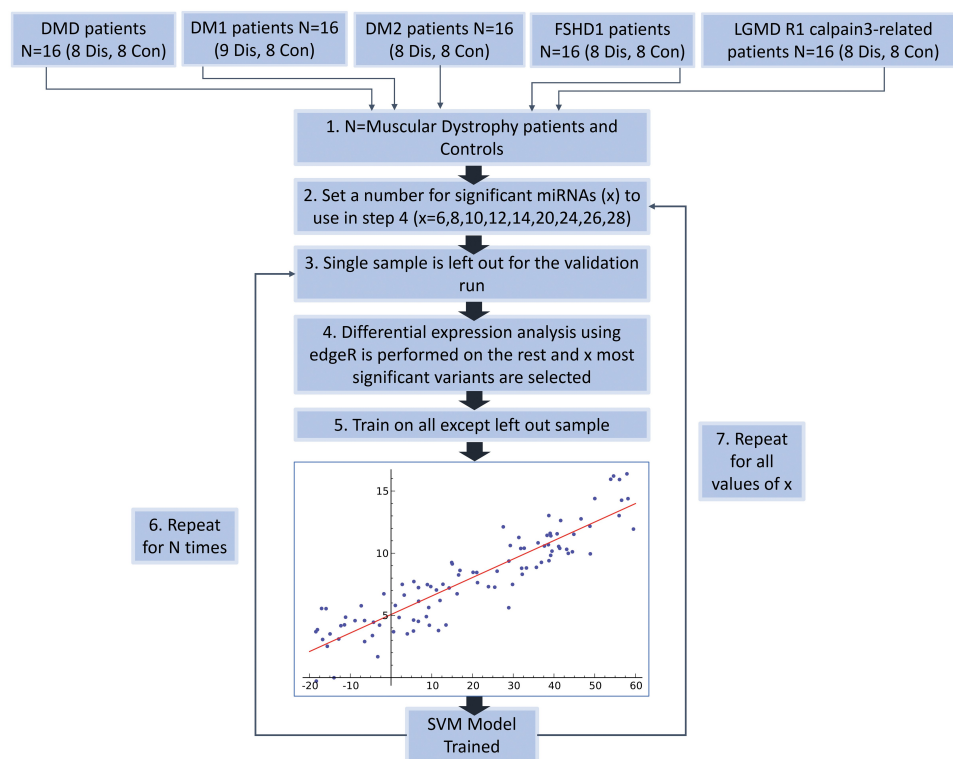 DMD patients
N=16 (8 Dis, 8 Con)
DM1 patients N=16
(9 Dis, 8 Con)
DM2 patients N=16
(8 Dis, 8 Con)
FSHD1 patients
N=16 (8 Dis, 8 Con)
LGMD R1 calpain3-related
patients N=16 (8 Dis, 8 Con)
1. N=Muscular Dystrophy patients and
Controls
2. Set a number for significant miRNAs (x) to
use in step 4 (x=6,8,10,12,14,20,24,26,28)
3. Single sample is left out for the validation
run
4. Differential expression analysis using
edgeR is performed on the rest and x most
significant variants are selected
5. Train on all except left out sample
15
10
5
-20 -10 10 20 30 40 50 60
6. Repeat
for N times
7. Repeat
for all
values of x
SVM Model
Trained